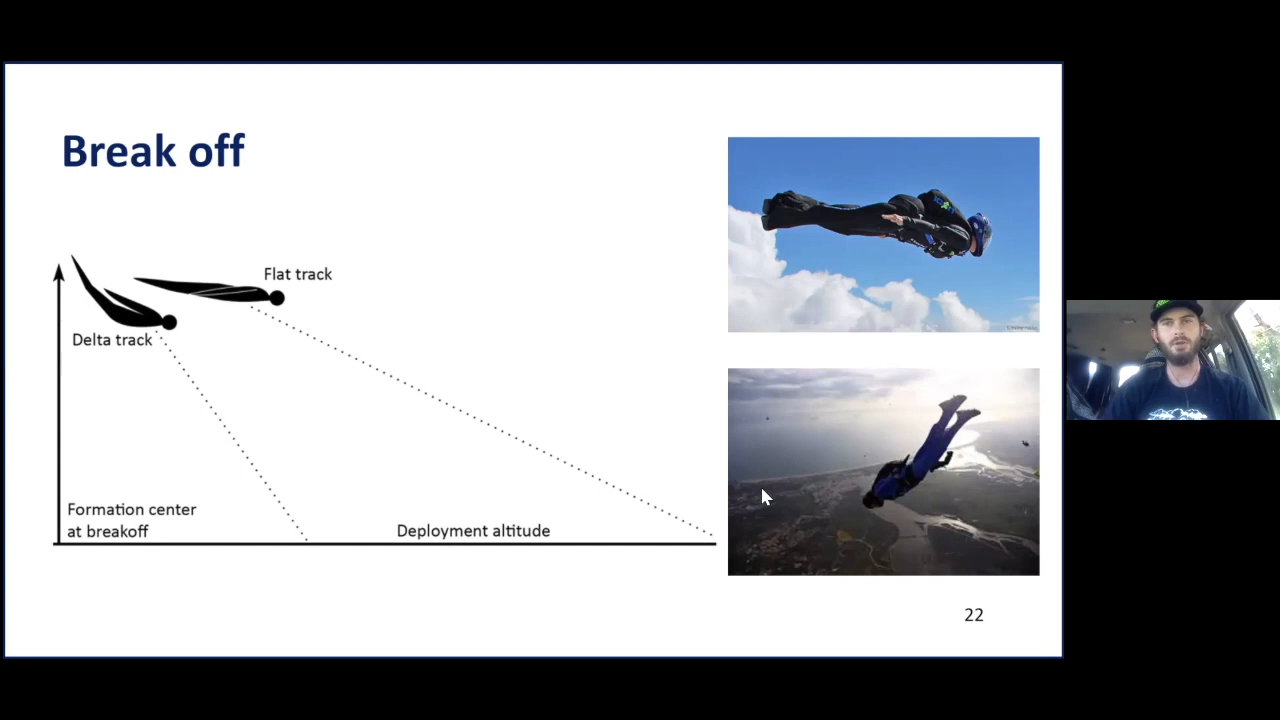 Break off
Flat track
Delta track
Formation center
at breakoff
Deployment altitude
22